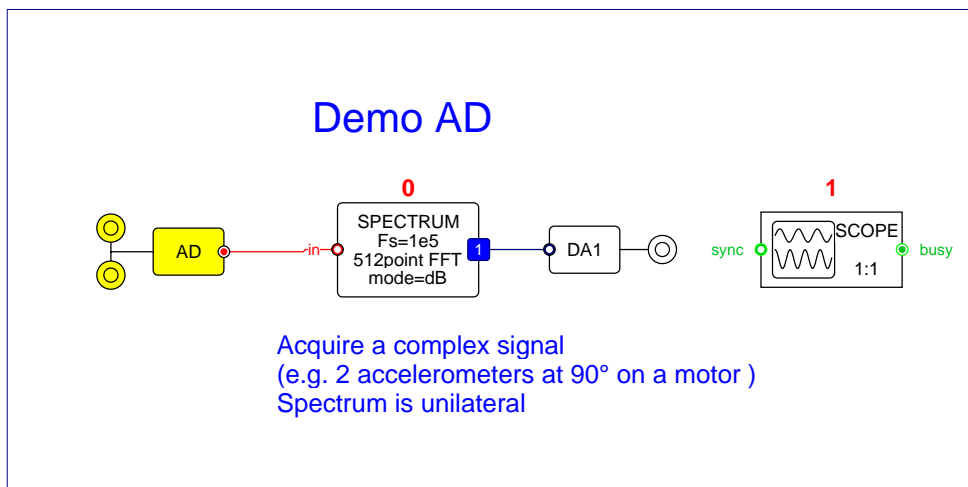 Demo AD
0
1
AD
in
SPECTRUM
Fs=1e5
512point FFT
mode=dB
1
DA1
sync
SCOPE
1:1
busy
Acquire a complex signal
(e.g. 2 accelerometers at 90° on a motor )
Spectrum is unilateral